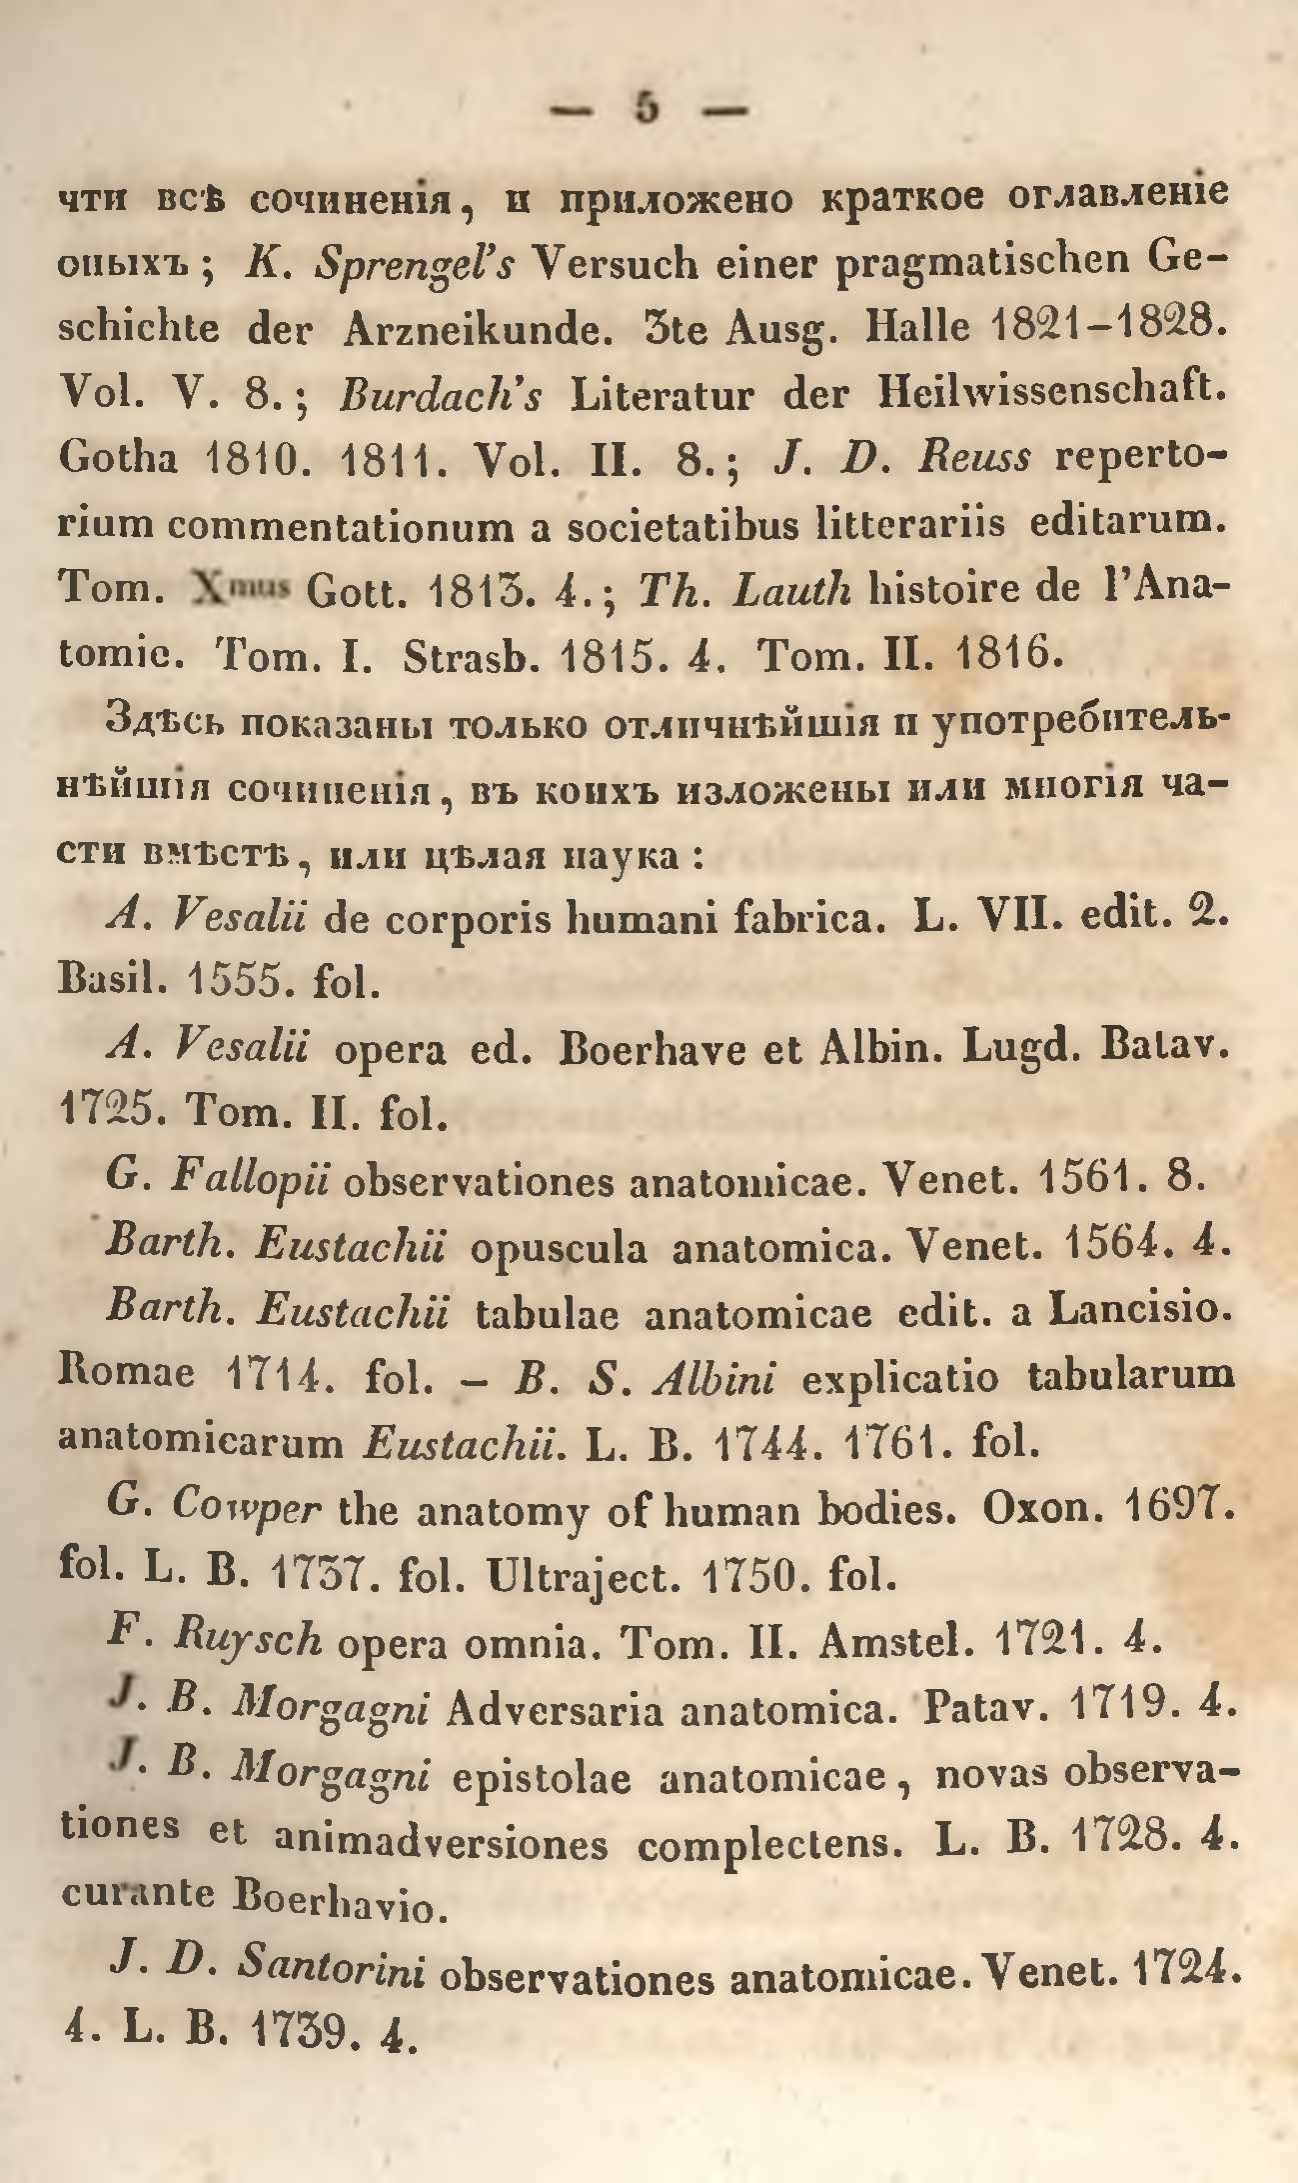 — 5 —
чти всѣ сочиненія, и приложено краткое оглавленіе
оныхъ; K. Sprengel's Versuch einer pragmatischen Ge-
schichte der Arzneikunde. 3te Ausg. Halle 1821–1828.
Vol. V. 8.; Burdach's Literatur der Heilwissenschaft.
Gotha 1810. 1811. Vol. II. 8.; J. D. Reuss reperto-
rium commentationum a societatibus litterariis editarum.
Tom. Xmus Gott. 1813. 4.; Th. Lauth histoire de l'Ana-
tomie. Tom. I. Strasb. 1815. 4. Tom. II. 1816.
Здѣсь показаны только отличнѣйшія и употребитель-
нѣйшія сочиненія, въ коихъ изложены или многія ча-
сти вмѣстѣ, или цѣлая наука:
A. Vesalii de corporis humani fabrica. L. VII. edit. 2.
Basil. 1555. fol.
A. Vesalii opera ed. Boerhave et Albin. Lugd. Batav.
1725. Tom. II. fol.
G. Fallopii observationes anatomicae. Venet. 1561. 8.
Barth. Eustachii opuscula anatomica. Venet. 1564. 4.
Barth. Eustachii tabulae anatomicae edit. a Lancisio.
Romae 1714. fol. – B. S. Albini explicatio tabularum
anatomicarum Eustachii. L. B. 1744. 1761. fol.
G. Cowper the anatomy of human bodies. Oxon. 1697.
fol. L. B. 1737. fol. Ultraject. 1750. fol.
F. Ruysch opera omnia. Tom. II. Amstel. 1721. 4.
J. B. Morgagni Adversaria anatomica. Patav. 1719. 4.
J. B. Morgagni epistolae anatomicae, novas observa-
tiones et animadversiones complectens. L. B. 1728. 4.
curante Boerhavio.
J. D. Santorini observationes anatomicae. Venet. 1724.
4. L. B. 1739. 4.